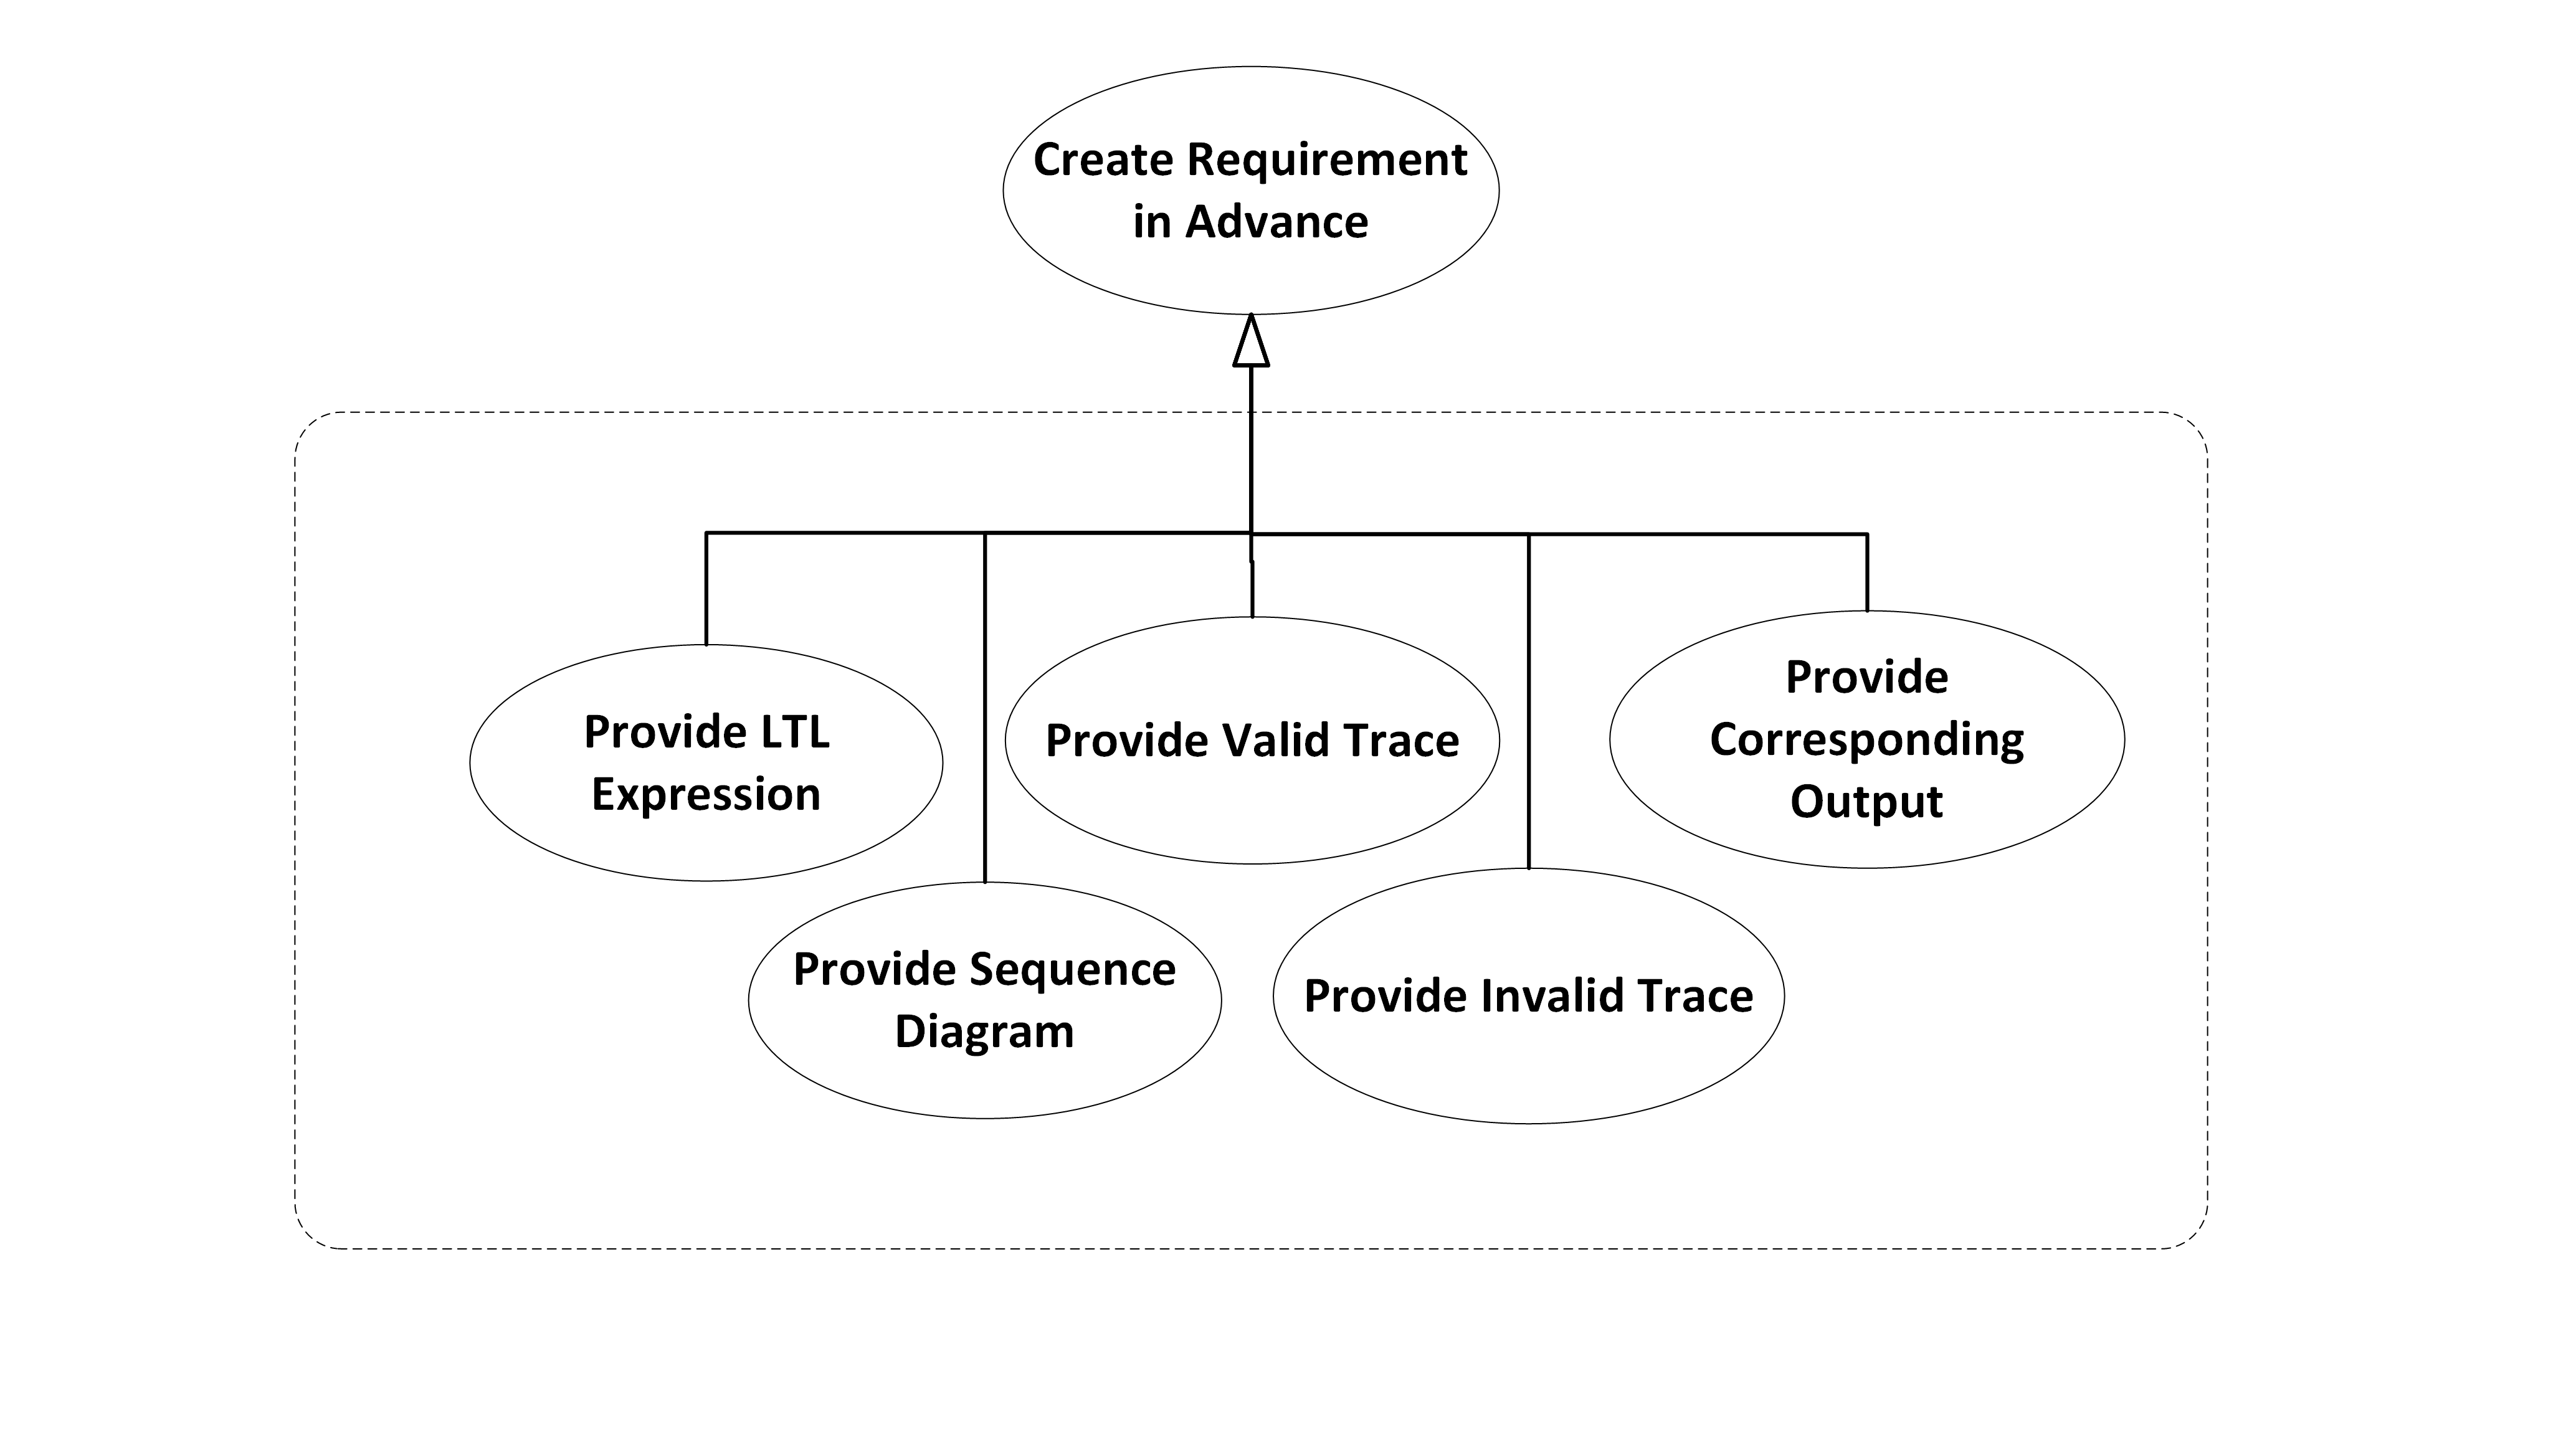 Create Requirement
in Advance
Provide LTL
Expression
Provide Sequence
Diagram
Provide Valid Trace
Provide Invalid Trace
Provide
Corresponding
Output